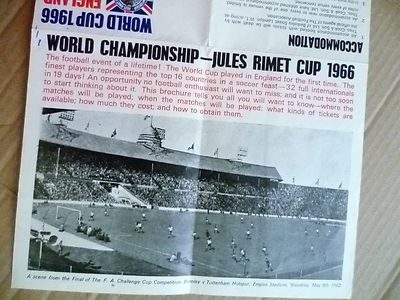 WORLD CUP 1966
ENGLAND
ACCOMMODATION
WORLD CHAMPIONSHIP—JULES RIMET CUP 1966
The football event of a lifetime! The World Cup played in England for the first time. The
finest players representing the top 16 countries in a soccer feast—32 full internationals
in 19 days! An opportunity no football enthusiast will want to miss; and it is not too soon
to start thinking about it. This brochure tells you all you will want to know—where the
matches will be played; when the matches will be played; what kinds of tickets are
available; how much they cost; and how to obtain them.
A scene from the Final of The F. A. Challenge Cup Competition, Burnley v Tottenham Hotspur, Empire Stadium, Wembley, May 5th 1962